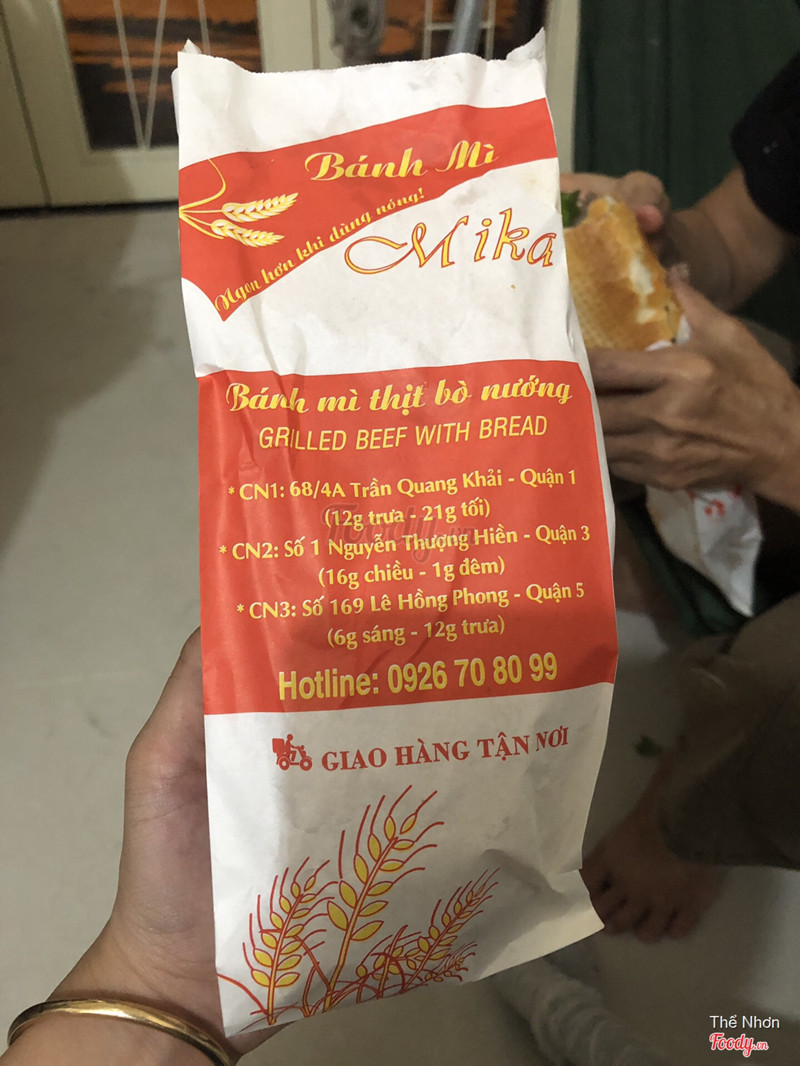 Bánh Mì
Ngon hơn khi dùng nóng!
Mika
Bánh mì thịt bò nướng
GRILLED BEEF WITH BREAD
* CN1: 68/4A Trần Quang Khải - Quận 1
(12g trưa - 21g tối)
* CN2: Số 1 Nguyễn Thượng Hiền - Quận 3
(16g chiều - 1g đêm)
* CN3: Số 169 Lê Hồng Phong - Quận 5
(6g sáng - 12g trưa)
Hotline: 0926 70 80 99
GIAO HÀNG TẬN NƠI
Foody.vn
Thể Nhơn
Foody.vn